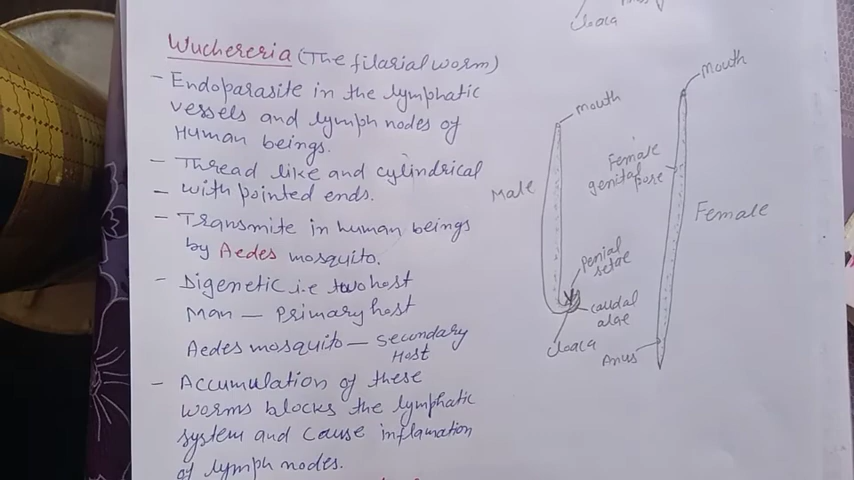 Cloaca
Wuchereria (The filarial worm)
- Endoparasite in the lymphatic
vessels and lymph nodes of
Human beings.
- Thread like and cylindrical
- with pointed ends.
- Transmite in human beings
by Aedes mosquito.
- Digenetic i.e two host
Man — Primary host
Aedes mosquito — secondary
Host
- Accumulation of these
worms blocks the lymphatic
system and cause inflamation
of lymph nodes.
Mouth
Male
Penial
setae
caudal
alae
Cloaca
Mouth
Female
genital pore
Female
Anus